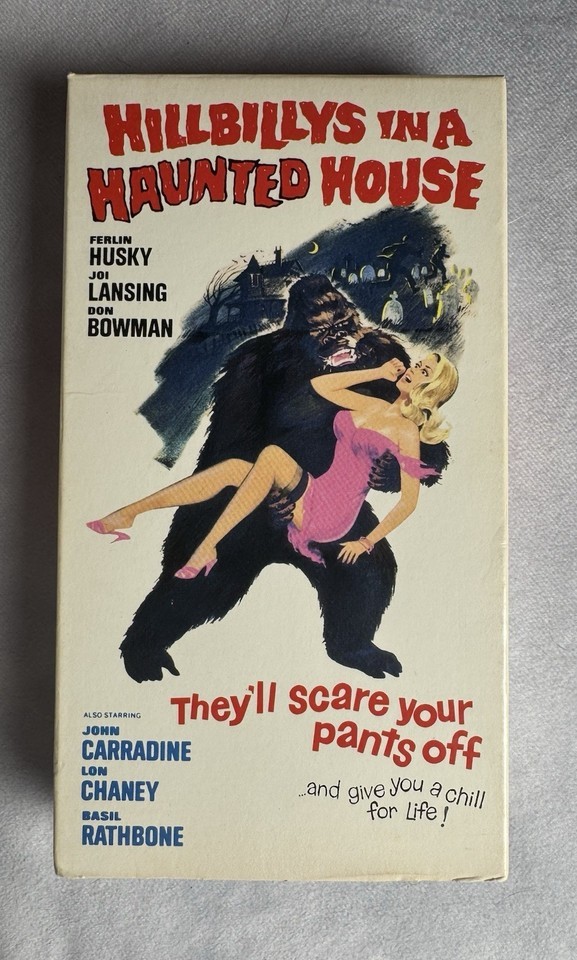 HILLBILLYS IN A
HAUNTED HOUSE
FERLIN
HUSKY
JOI
LANSING
DON
BOWMAN
ALSO STARRING
JOHN
CARRADINE
LON
CHANEY
BASIL
RATHBONE
They'll scare your
pants off
...and give you a chill
for Life!